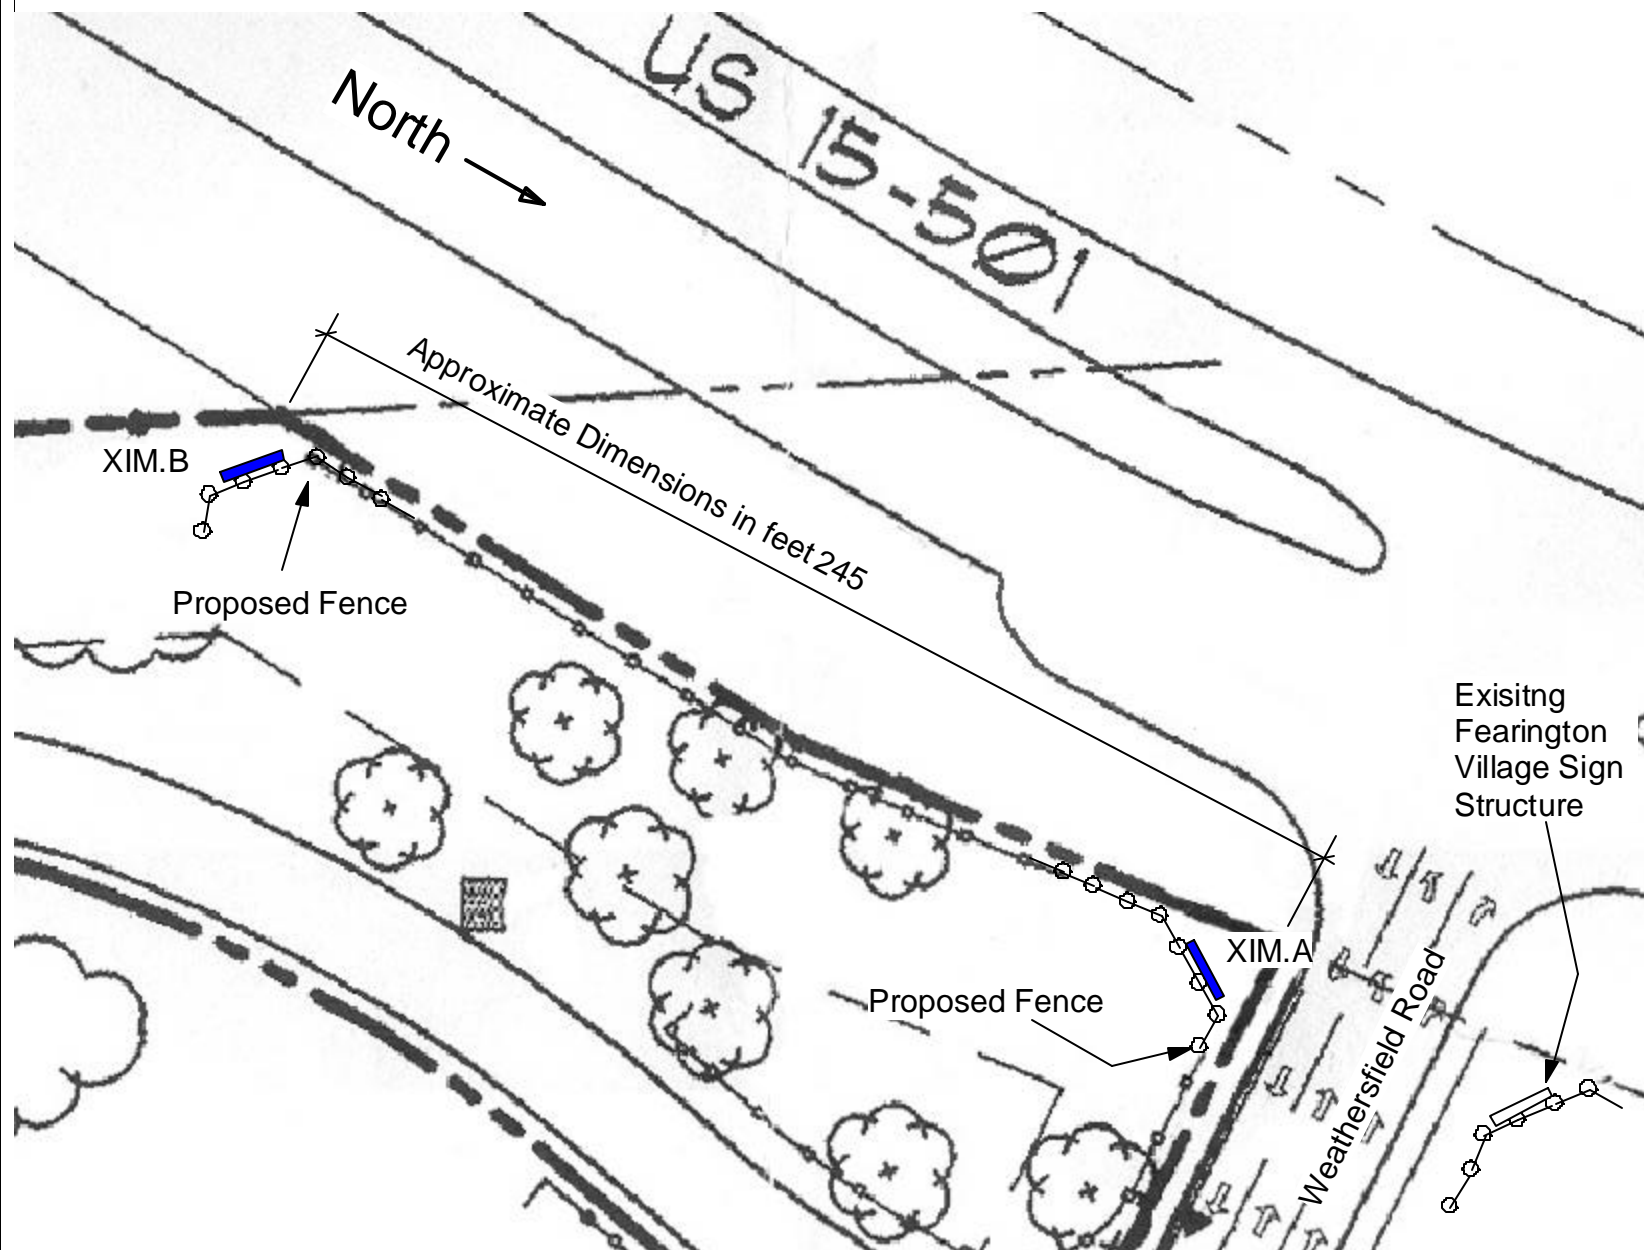 US 15-501
North
Approximate Dimensions in feet 245
XIM.B
Proposed Fence
Exisitng
Fearington
Village Sign
Structure
XIM.A
Proposed Fence
Weathersfield Road